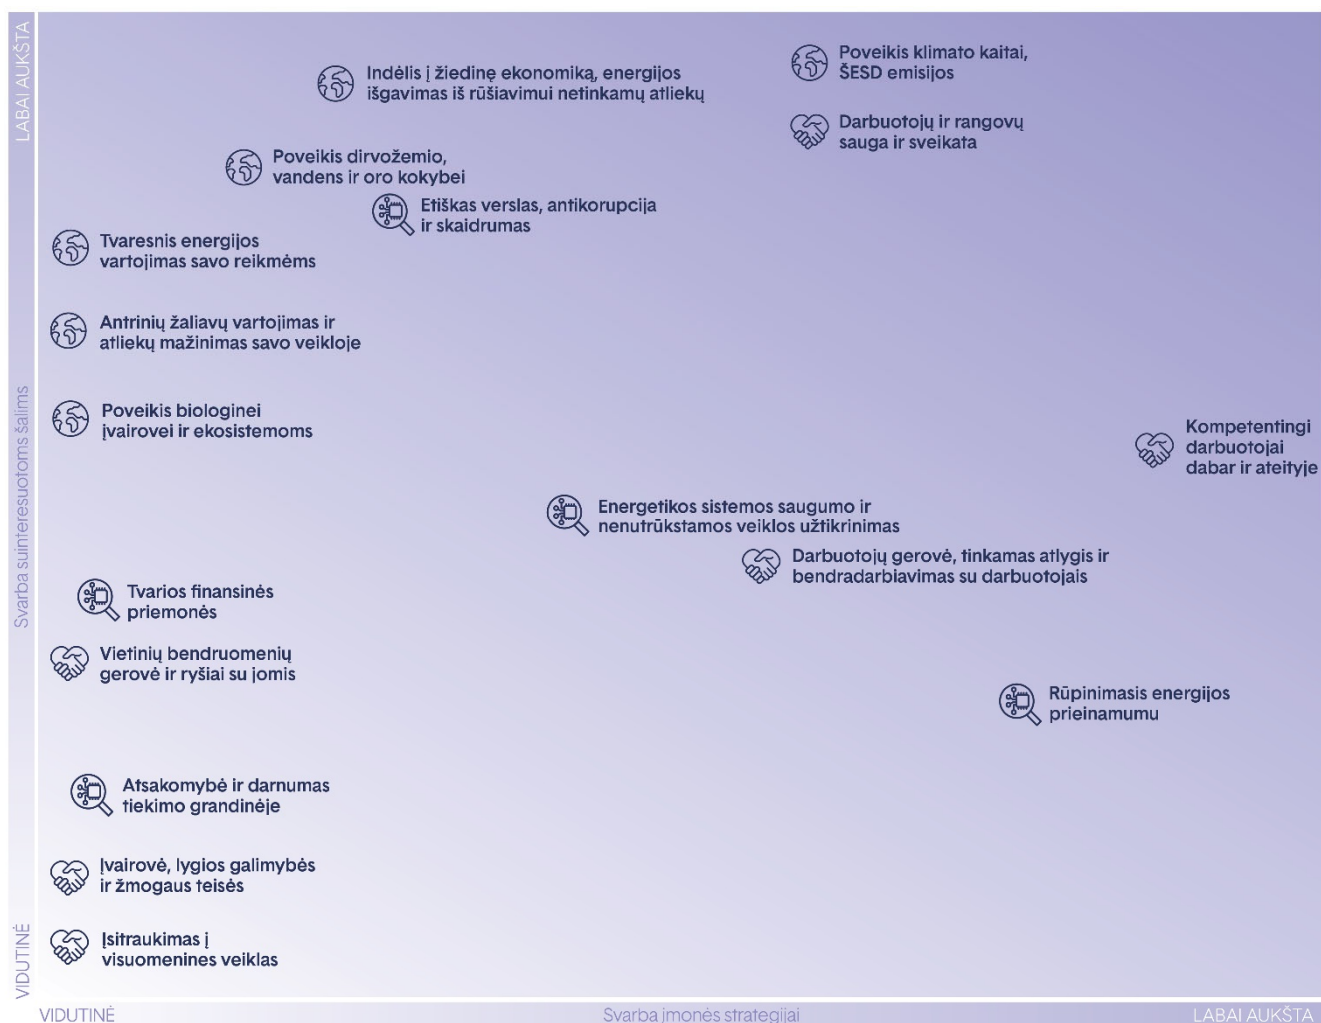 LABAI AUKŠTA
Poveikis klimato kaitai,
ŠESD emisijos
Indėlis į žiedinę ekonomiką, energijos
išgavimas iš rūšiavimui netinkamų atliekų
Darbuotojų ir rangovų
sauga ir sveikata
Poveikis dirvožemio,
vandens ir oro kokybei
Etiškas verslas, antikorupcija
ir skaidrumas
Tvaresnis energijos
vartojimas savo reikmėms
Antrinių žaliavų vartojimas ir
atliekų mažinimas savo veikloje
Svarba suinteresuotoms šalims
Poveikis biologinei
įvairovei ir ekosistemoms
Kompetentingi
darbuotojai
dabar ir ateityje
Energetikos sistemos saugumo ir
nenutrūkstamos veiklos užtikrinimas
Darbuotojų gerovė, tinkamas atlygis ir
bendradarbiavimas su darbuotojais
Tvarios finansinės
priemonės
Vietinių bendruomenių
gerovė ir ryšiai su jomis
Rūpinimasis energijos
prieinamumu
Atsakomybė ir darnumas
tiekimo grandinėje
Įvairovė, lygios galimybės
ir žmogaus teisės
Įsitraukimas į
visuomenines veiklas
VIDUTINĖ
VIDUTINĖ
Svarba įmonės strategijai
LABAI AUKŠTA